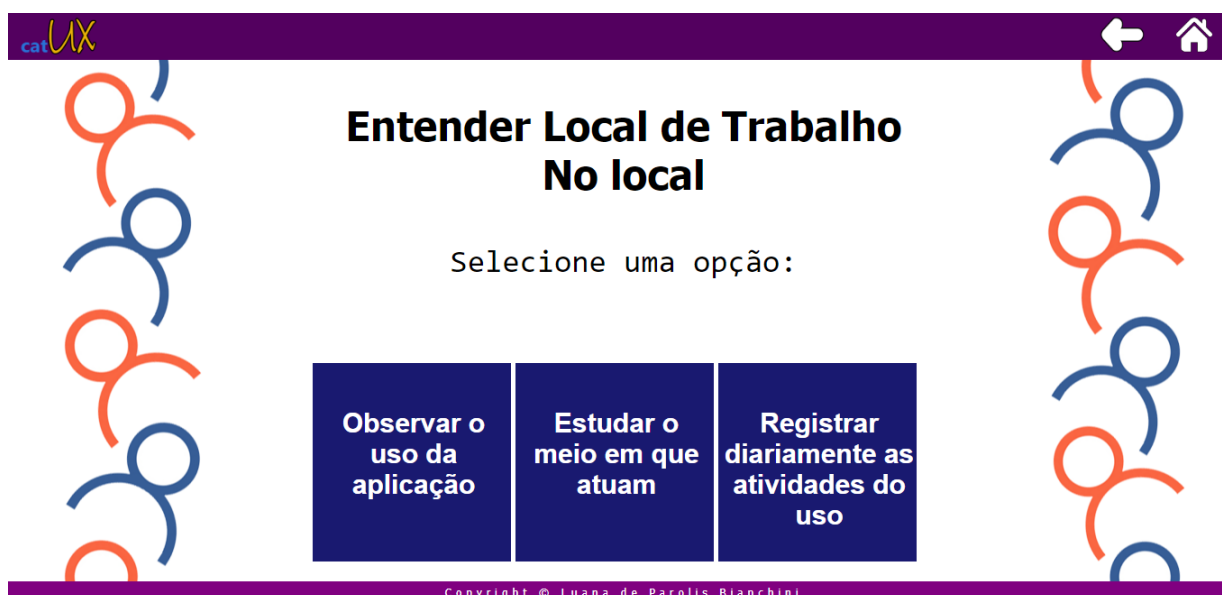 catUX
Entender Local de Trabalho
No local
Selecione uma opção:
Observar o
uso da
aplicação
Estudar o
meio em que
atuam
Registrar
diariamente as
atividades do
uso
Copyright © Luana de Parolis Bianchini